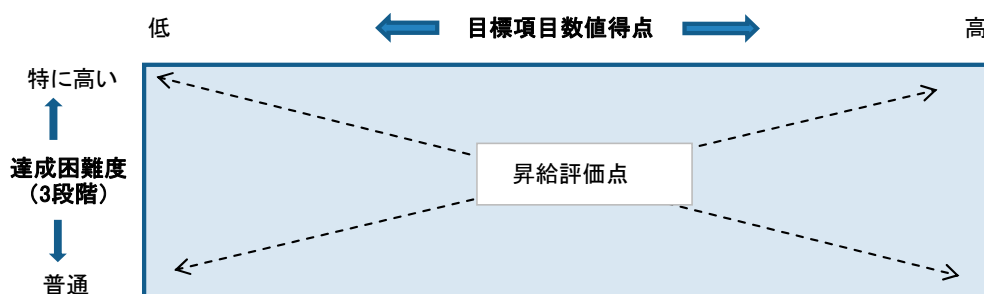 低 目標項目数値得点 高
特に高い
達成困難度
(3段階)
昇給評価点
普通